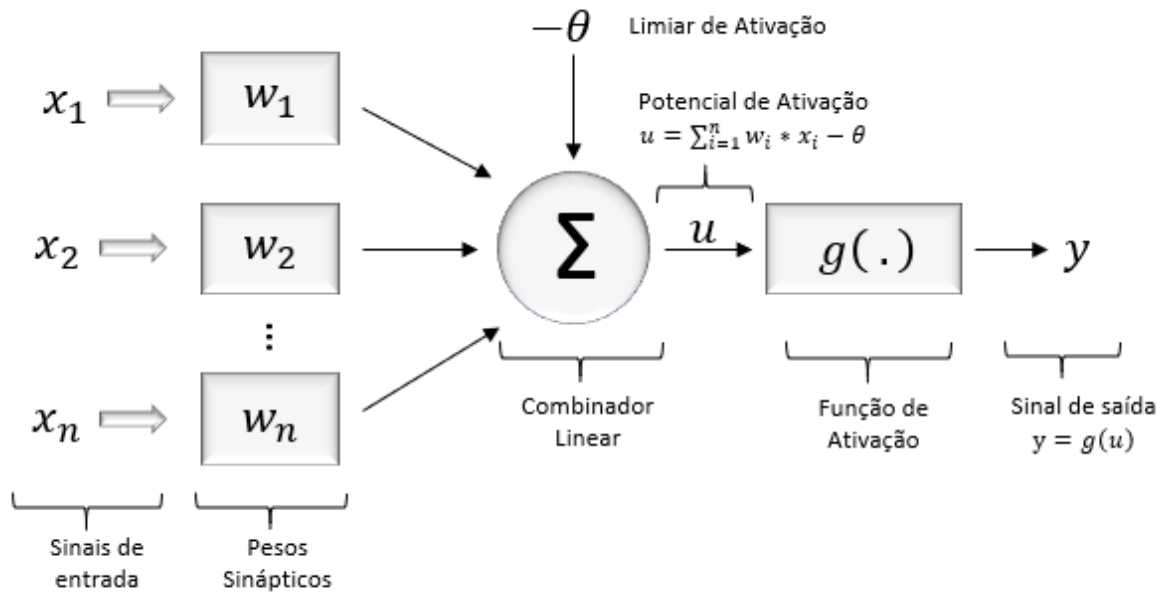 −θ Limiar de Ativação
x₁ w₁
Potencial de Ativação
u = ∑ⁿᵢ₌₁ wᵢ * xᵢ − θ
x₂ w₂ Σ u g(.) y
⋮
xₙ wₙ
Combinador
Linear
Função de
Ativação
Sinal de saída
y = g(u)
Sinais de
entrada
Pesos
Sinápticos